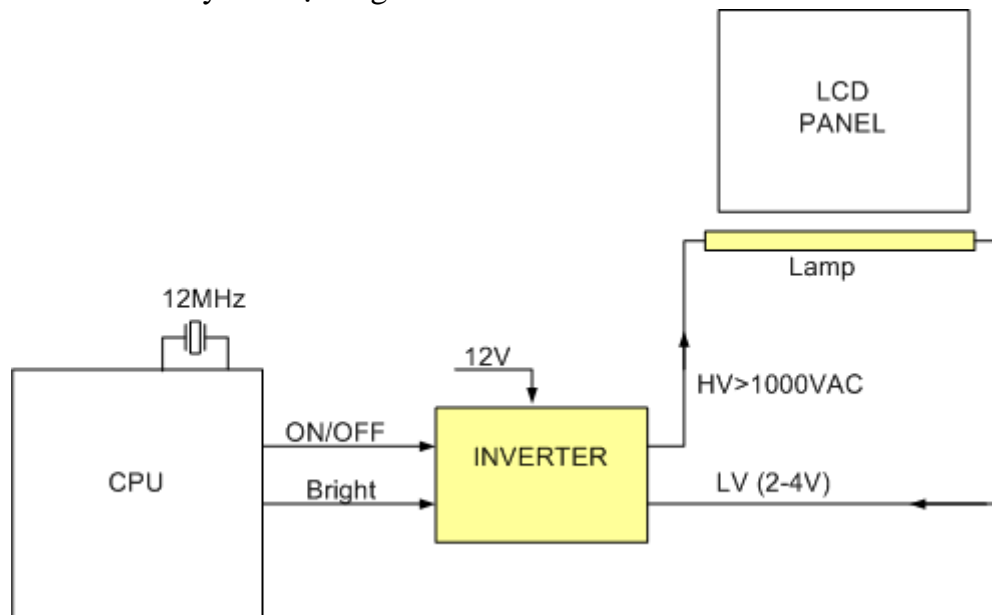 LCD
PANEL
Lamp
12MHz
12V
HV>1000VAC
ON/OFF
INVERTER
CPU
Bright
LV (2-4V)